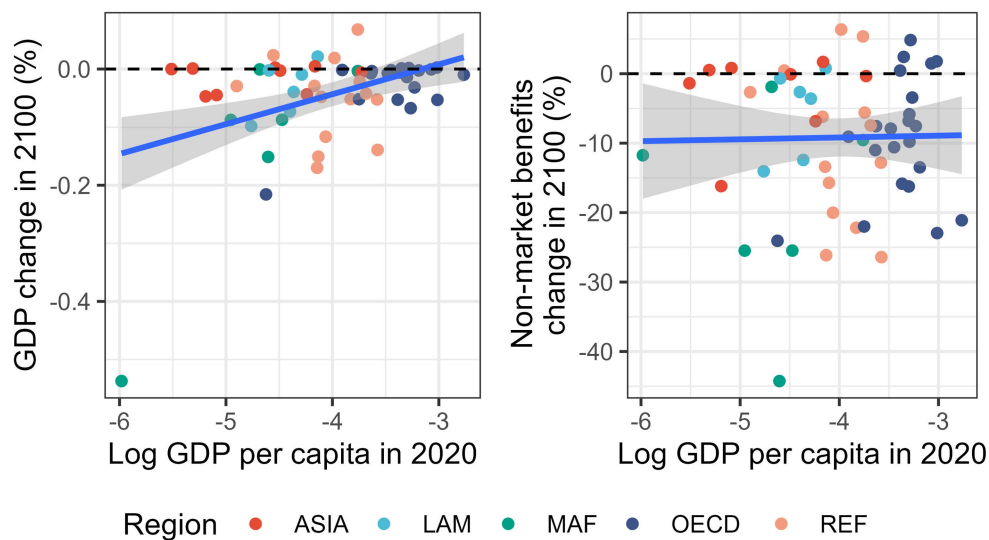 GDP change in 2100 (%)
0.0
-0.2
-0.4
-6 -5 -4 -3
Log GDP per capita in 2020
Non-market benefits
change in 2100 (%)
0
-10
-20
-30
-40
-6 -5 -4 -3
Log GDP per capita in 2020
Region ASIA LAM MAF OECD REF